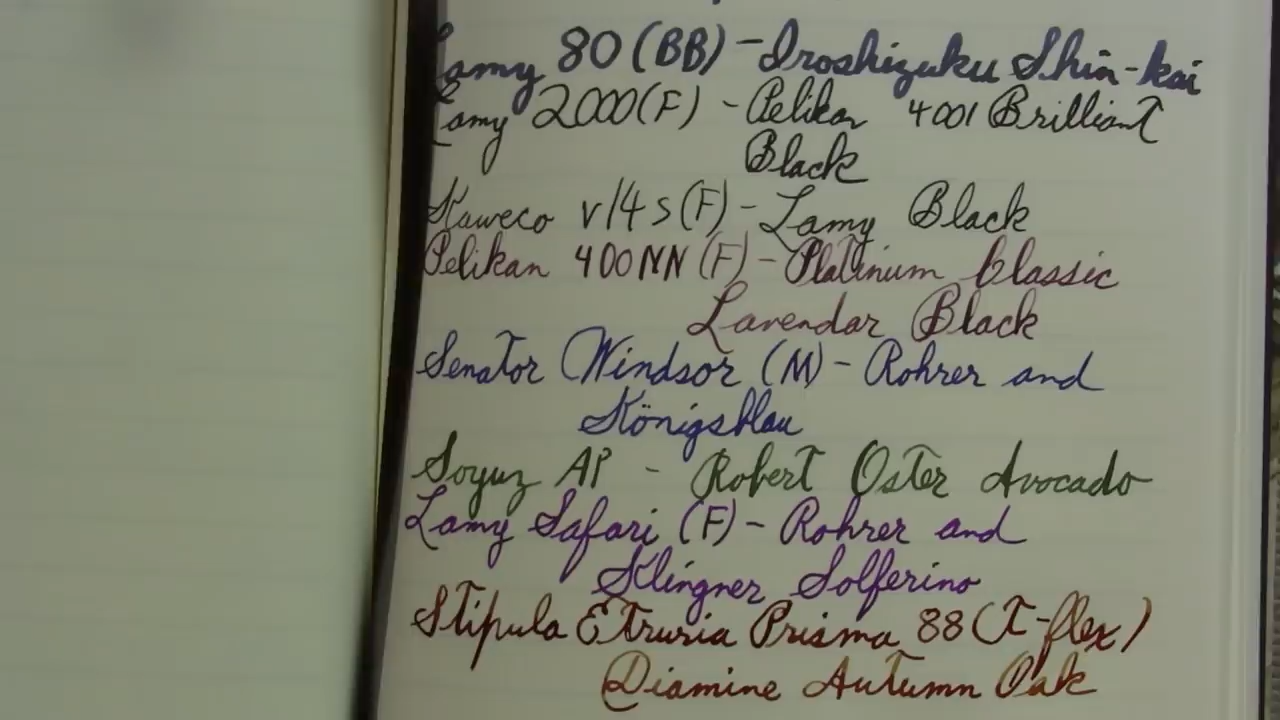 Lamy 80 (BB) - Iroshizuku Shin-kai
Lamy 2000 (F) - Pelikan 4001 Brilliant
Black
Kaweco V14 S (F) - Lamy Black
Pelikan 400NN (F) - Platinum Classic
Lavendar Black
Senator Windsor (M) - Rohrer and
Königsblau
Soyuz AP - Robert Oster Avocado
Lamy Safari (F) - Rohrer and
Klingner Solferino
Stipula Etruria Prisma 88 (T-flex)
Diamine Autumn Oak